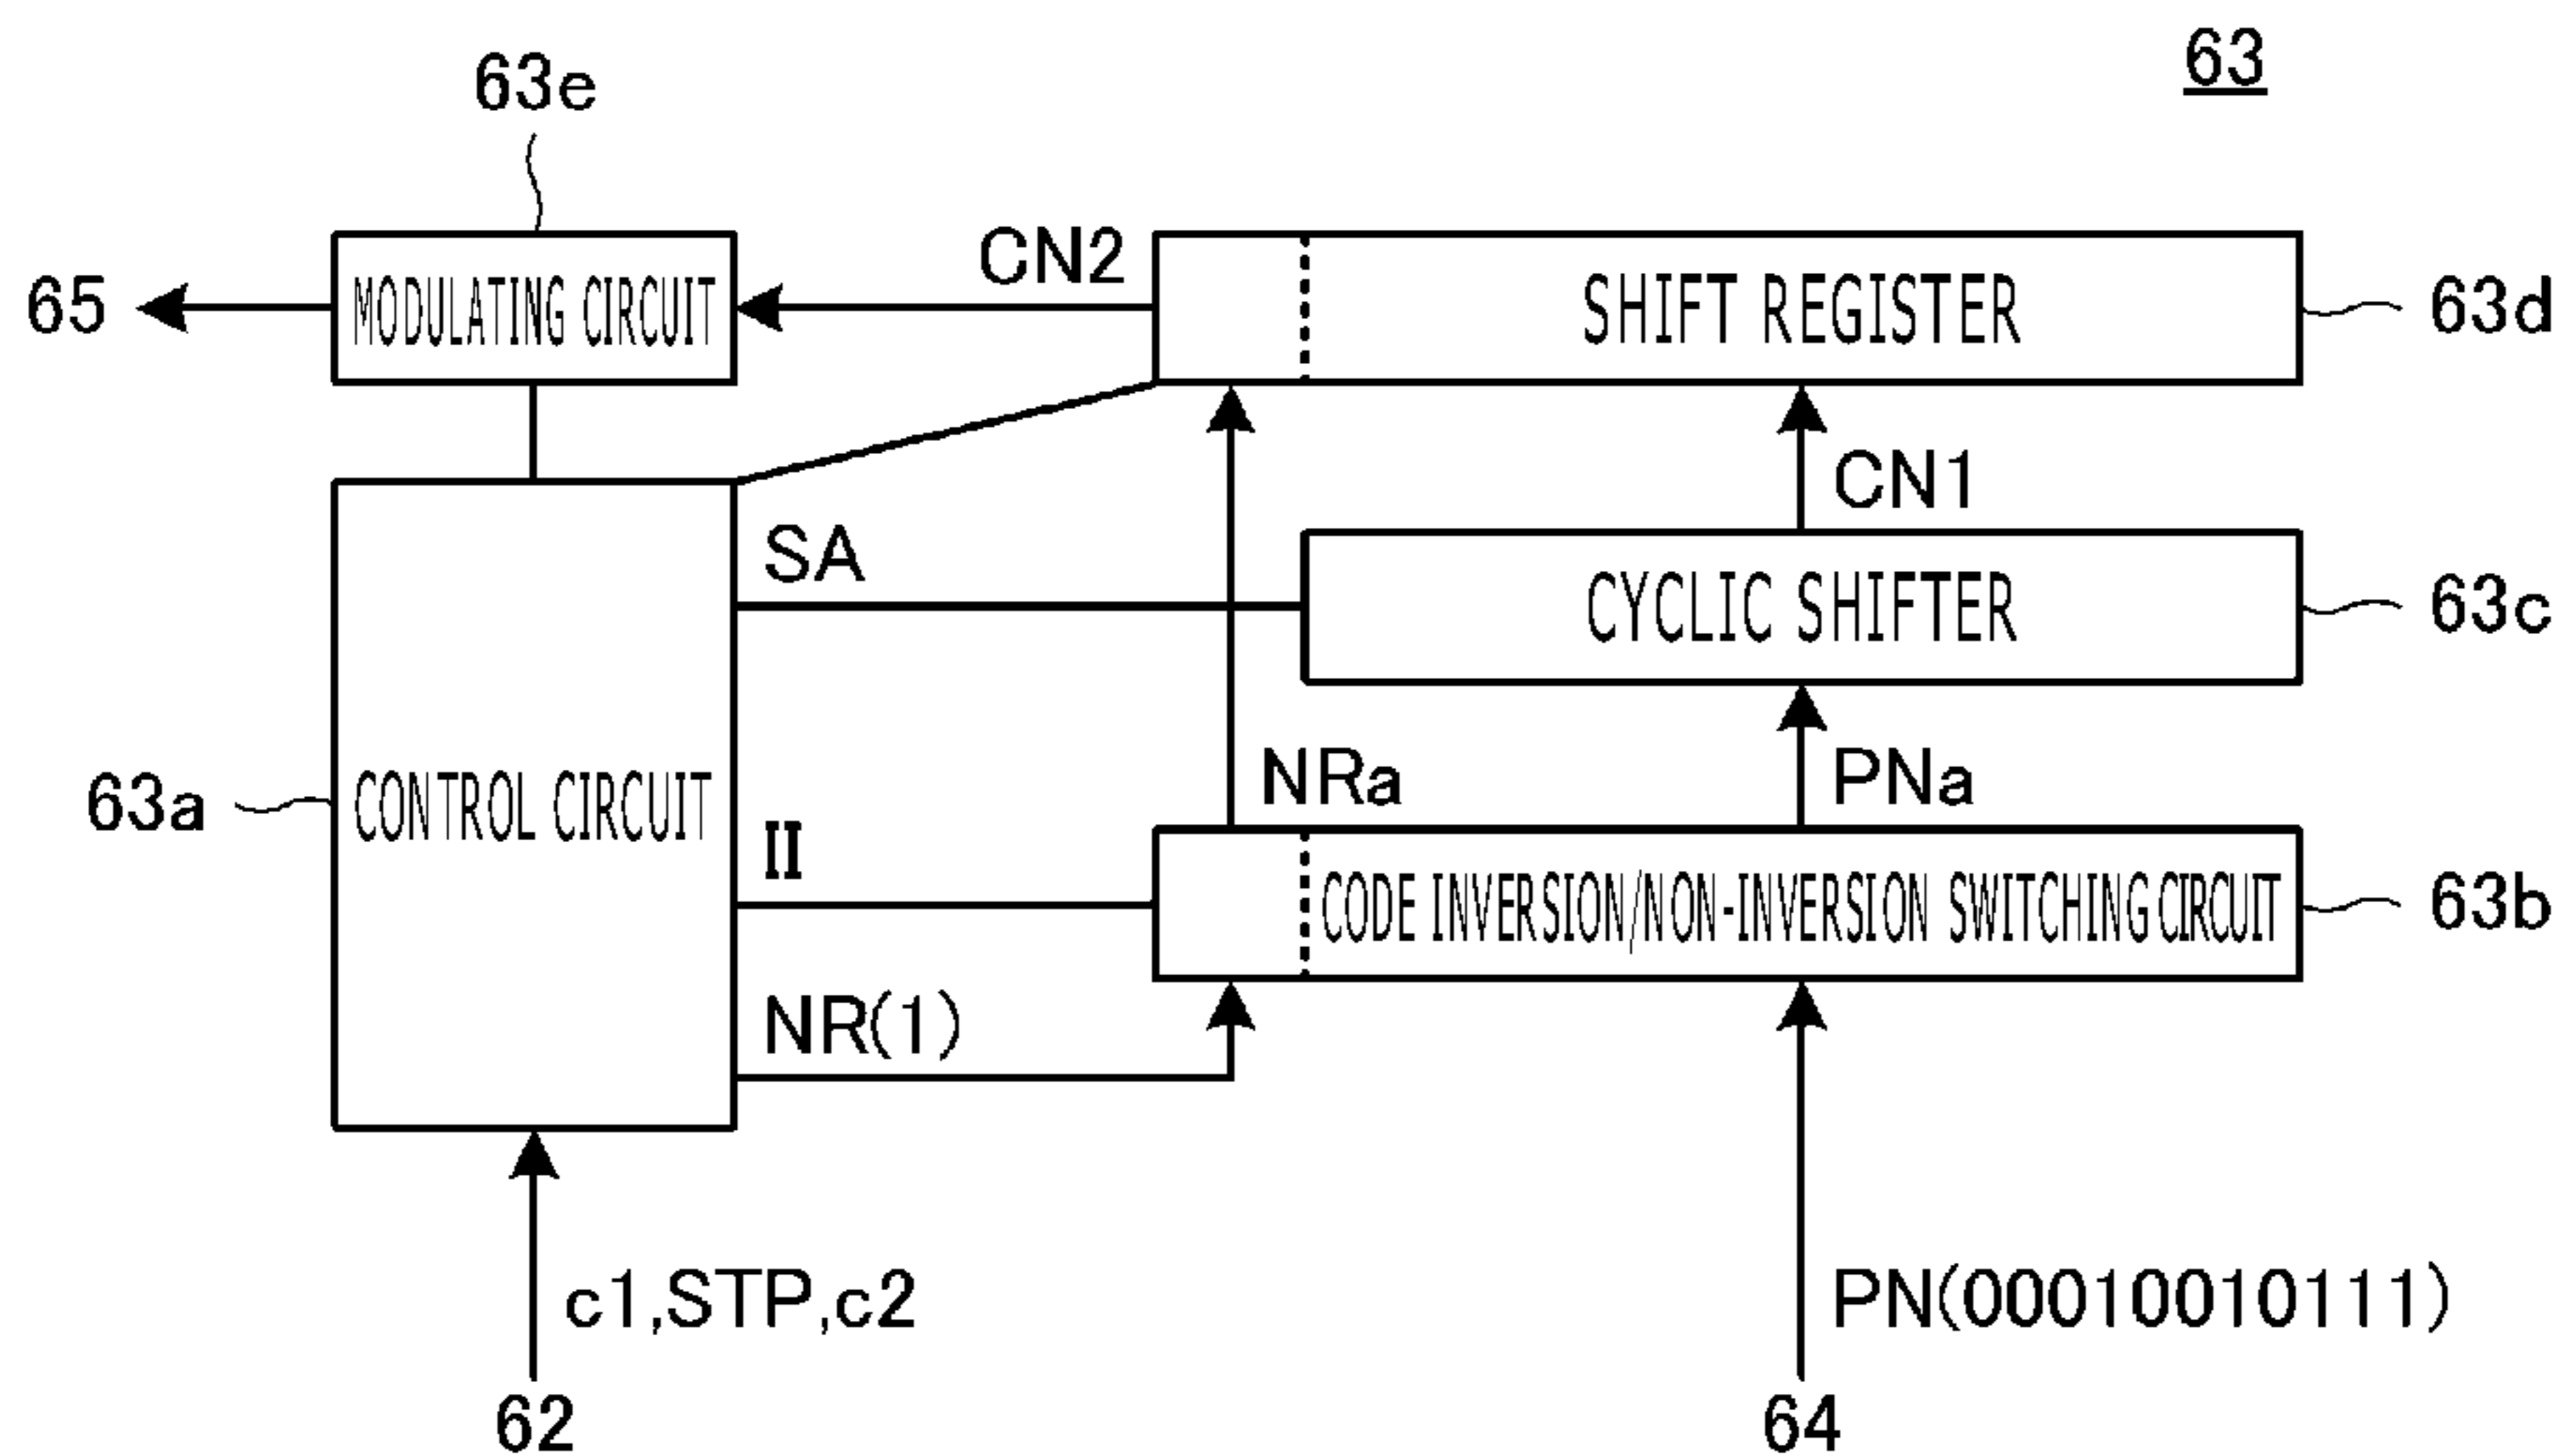 63
63e
CN2
65
MODULATING CIRCUIT
SHIFT REGISTER
63d
CN1
SA
CYCLIC SHIFTER
63c
NRa
PNa
63a
CONTROL CIRCUIT
II
CODE INVERSION/NON-INVERSION SWITCHING CIRCUIT
63b
NR(1)
c1,STP,c2
PN(00010010111)
62
64